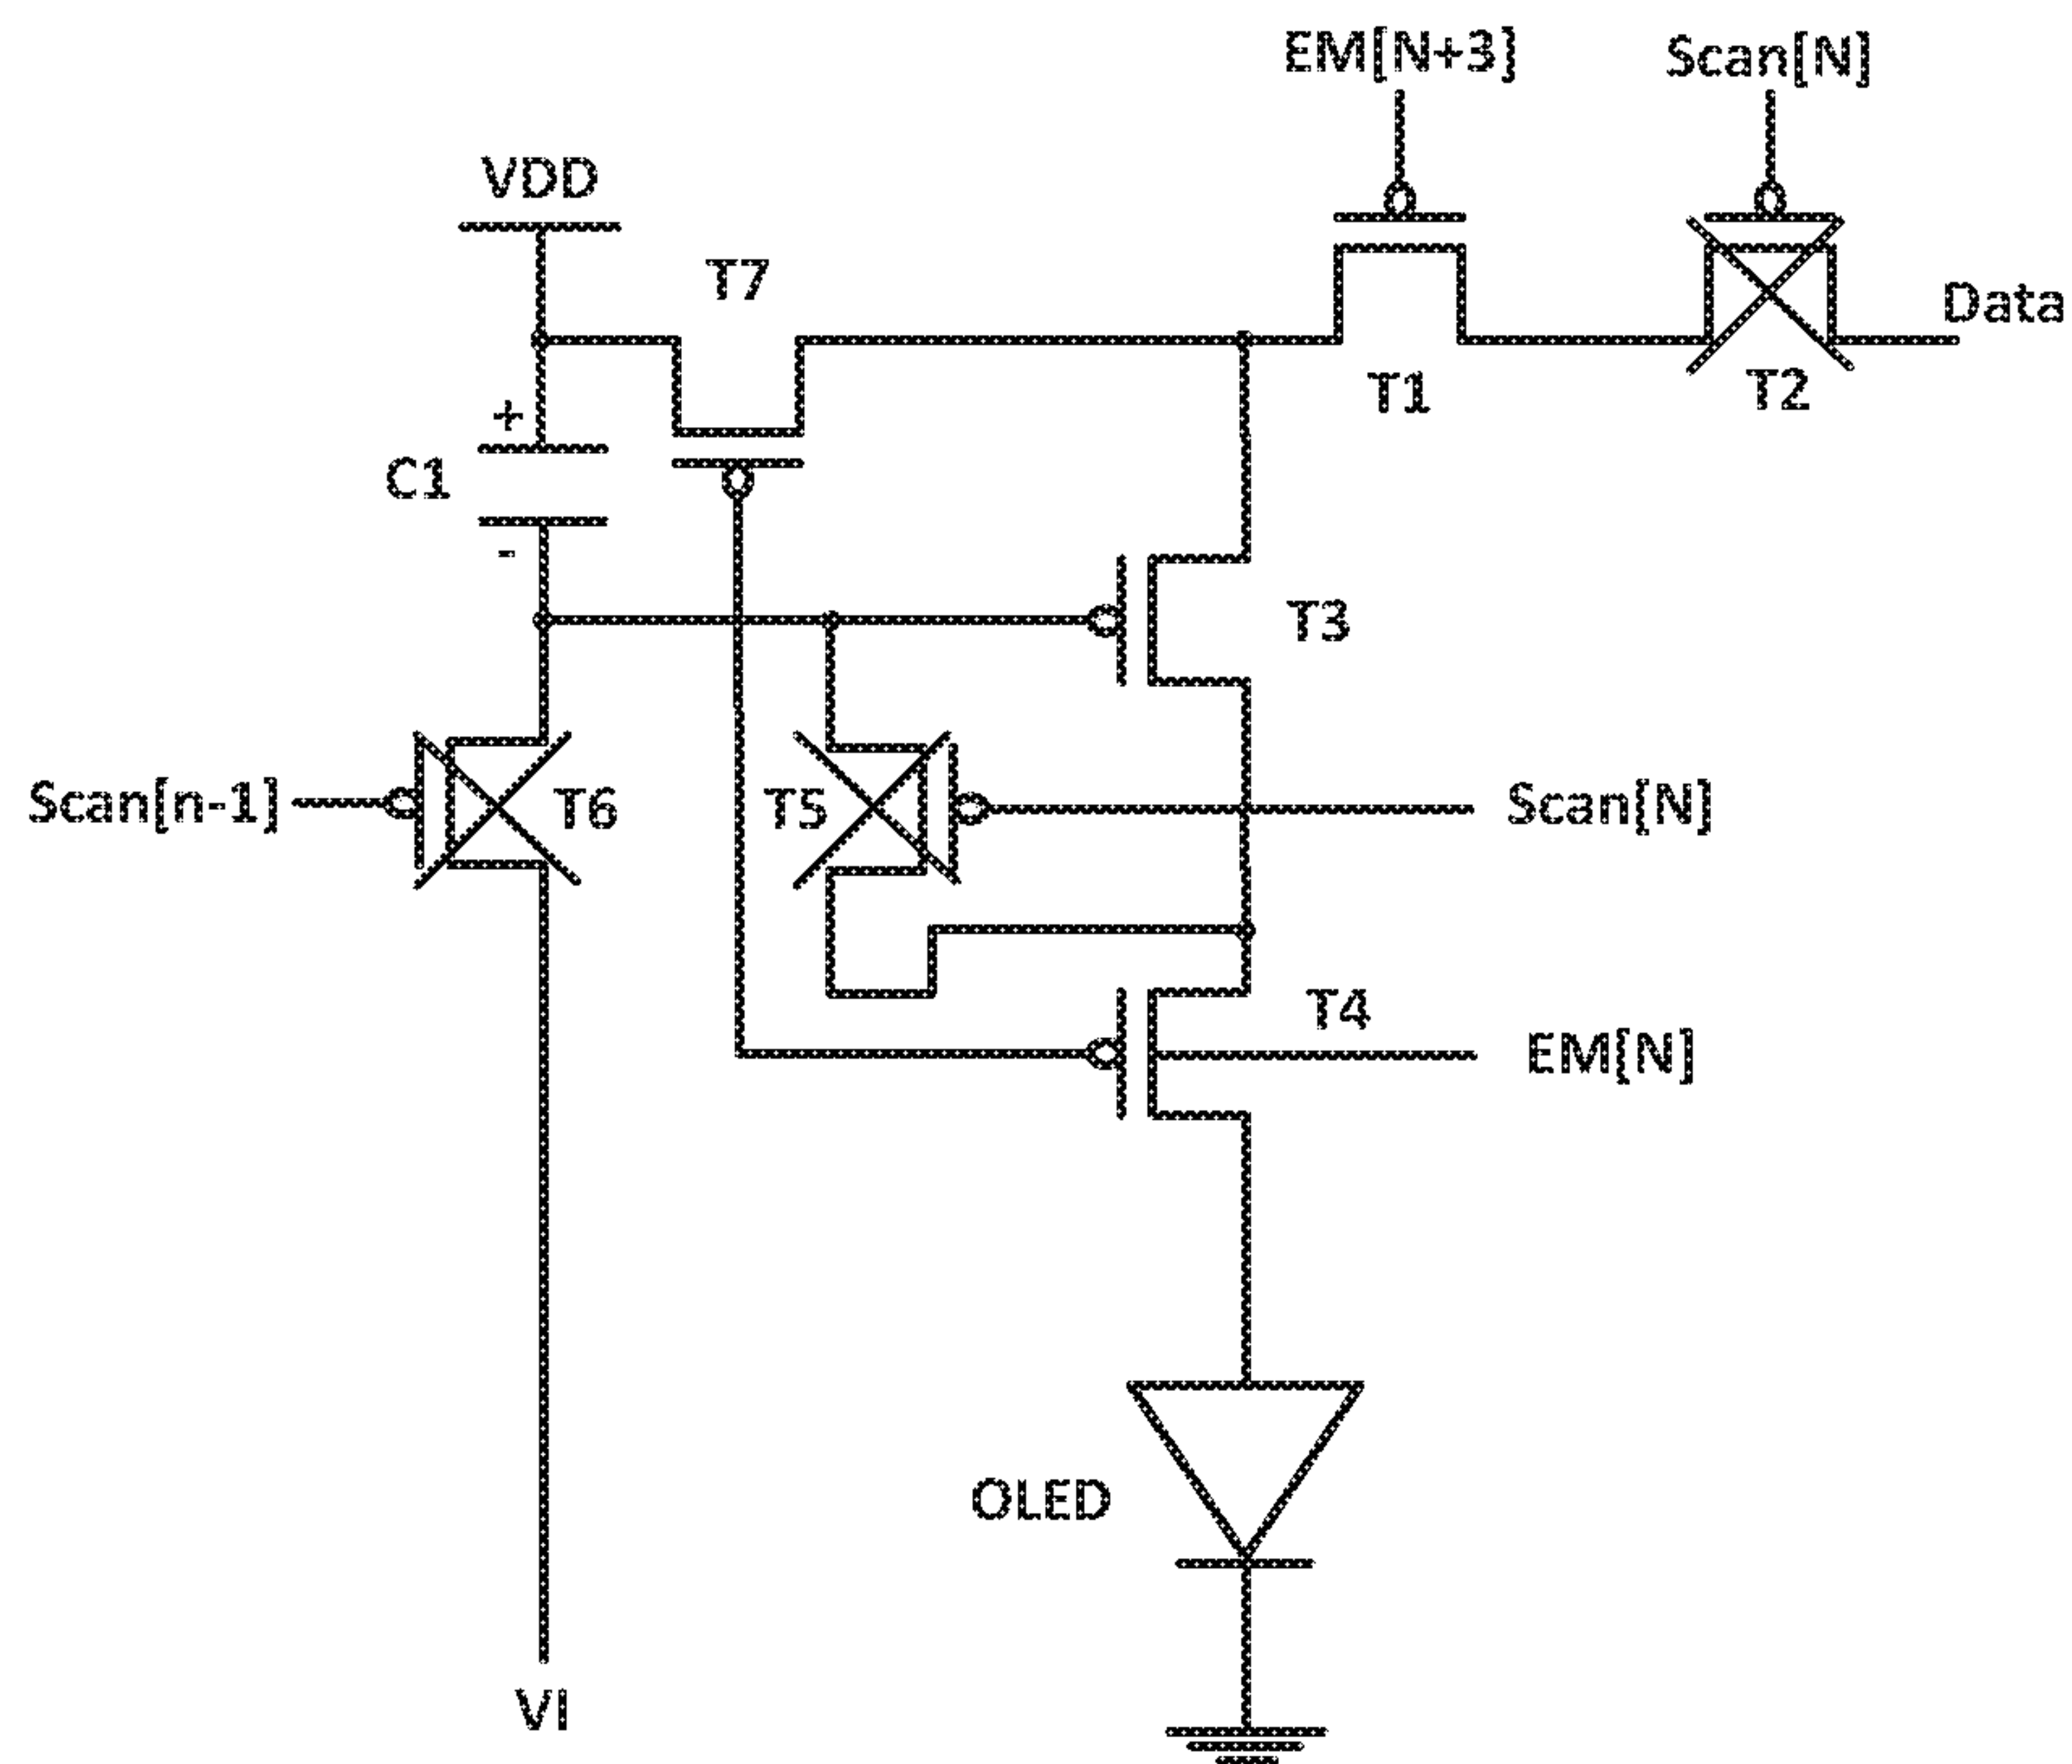 EM[N+3]
Scan[N]
VDD
T7
Data
T1
T2
+
C1
-
T3
Scan[n-1]
T6
T5
Scan[N]
T4
EM[N]
OLED
VI